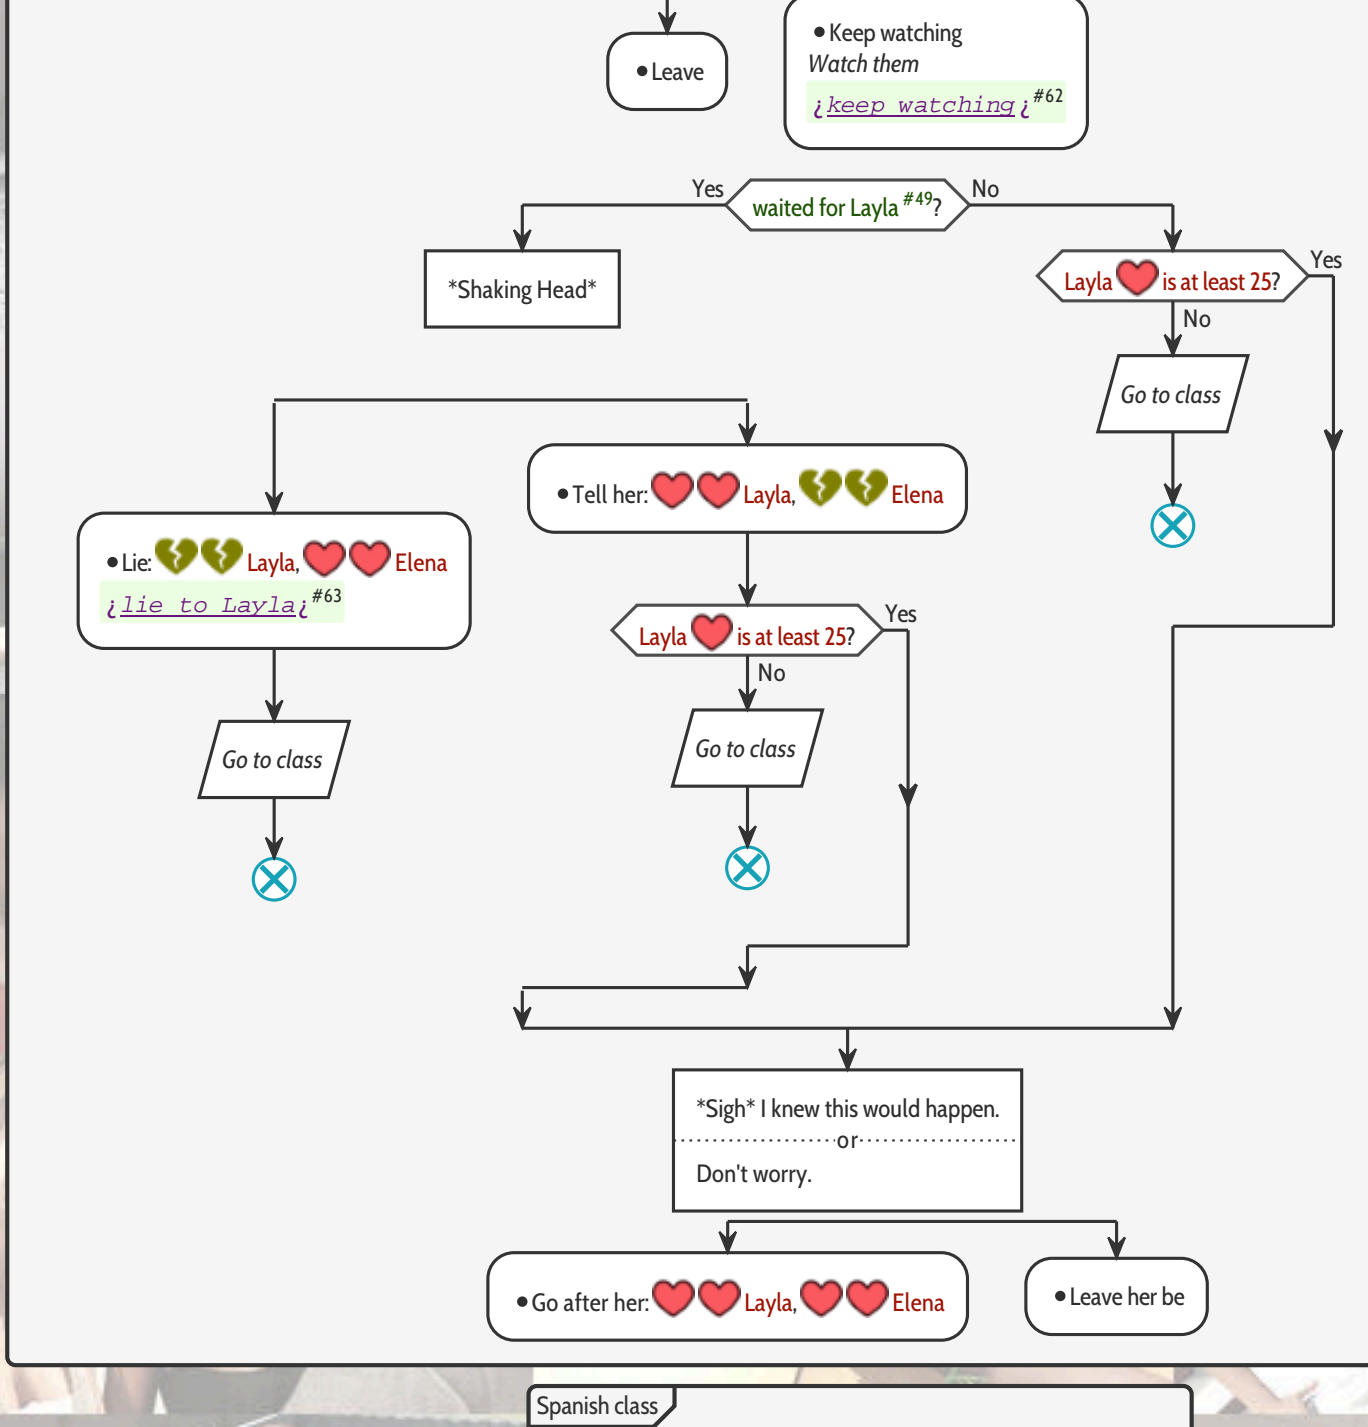 •Leave
•Keep watching
Watch them
¿keep watching¿#62
Yes
waited for Layla #49?
No
*Shaking Head*
Layla is at least 25?
Yes
No
Go to class
•Tell her: Layla, Elena
•Lie: Layla, Elena
¿lie to Layla¿#63
Layla is at least 25?
Yes
No
Go to class
Go to class
*Sigh* I knew this would happen.
or
Don't worry.
•Go after her: Layla, Elena
•Leave her be
Spanish class